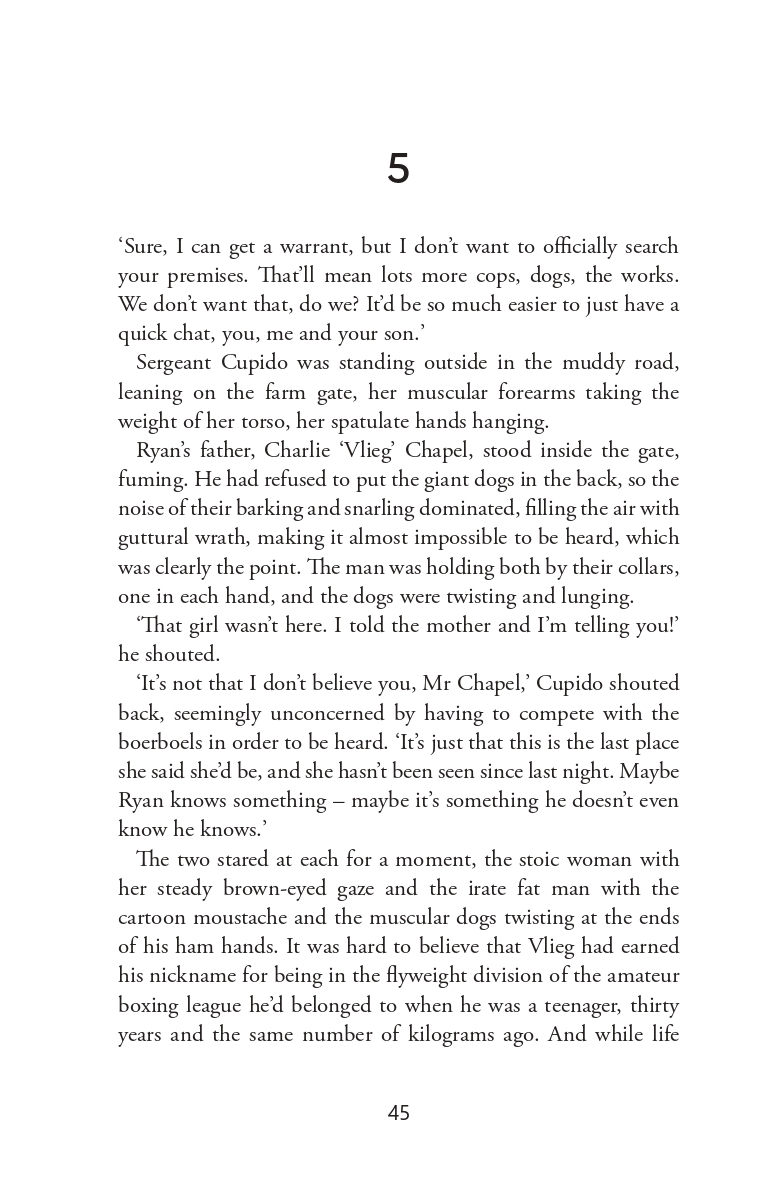 5
‘Sure, I can get a warrant, but I don’t want to officially search
your premises. That’ll mean lots more cops, dogs, the works.
We don’t want that, do we? It’d be so much easier to just have a
quick chat, you, me and your son.’
Sergeant Cupido was standing outside in the muddy road,
leaning on the farm gate, her muscular forearms taking the
weight of her torso, her spatulate hands hanging.
Ryan’s father, Charlie ‘Vlieg’ Chapel, stood inside the gate,
fuming. He had refused to put the giant dogs in the back, so the
noise of their barking and snarling dominated, filling the air with
guttural wrath, making it almost impossible to be heard, which
was clearly the point. The man was holding both by their collars,
one in each hand, and the dogs were twisting and lunging.
‘That girl wasn’t here. I told the mother and I’m telling you!’
he shouted.
‘It’s not that I don’t believe you, Mr Chapel,’ Cupido shouted
back, seemingly unconcerned by having to compete with the
boerboels in order to be heard. ‘It’s just that this is the last place
she said she’d be, and she hasn’t been seen since last night. Maybe
Ryan knows something – maybe it’s something he doesn’t even
know he knows.’
The two stared at each for a moment, the stoic woman with
her steady brown-eyed gaze and the irate fat man with the
cartoon moustache and the muscular dogs twisting at the ends
of his ham hands. It was hard to believe that Vlieg had earned
his nickname for being in the flyweight division of the amateur
boxing league he’d belonged to when he was a teenager, thirty
years and the same number of kilograms ago. And while life
45